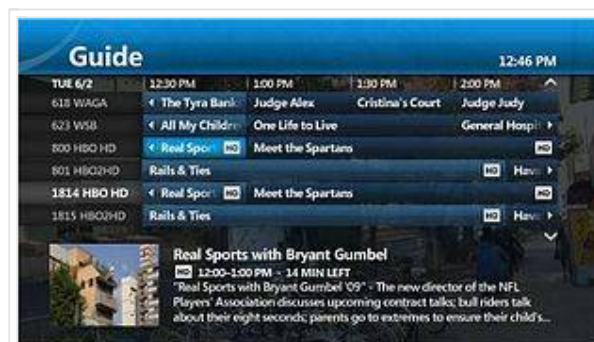 Guide
12:46 PM
TUE 6/2 12:30 PM 1:00 PM 1:30 PM 2:00 PM
618 WAGA The Tyra Bank Judge Alex Cristina's Court Judge Judy
623 WSB All My Childre One Life to Live General Hospit
800 HBO HD Real Sport HD Meet the Spartans HD
801 HBO2HD Rails & Ties HD Have
1814 HBO HD Real Sport HD Meet the Spartans HD
1815 HBO2HD Rails & Ties HD Have
Real Sports with Bryant Gumbel
HD 12:00-1:00 PM - 14 MIN LEFT
"Real Sports with Bryant Gumbel '09" - The new director of the NFL
Players' Association discusses upcoming contract talks; bull riders talk
about their eight seconds; parents go to extremes to ensure their child's...